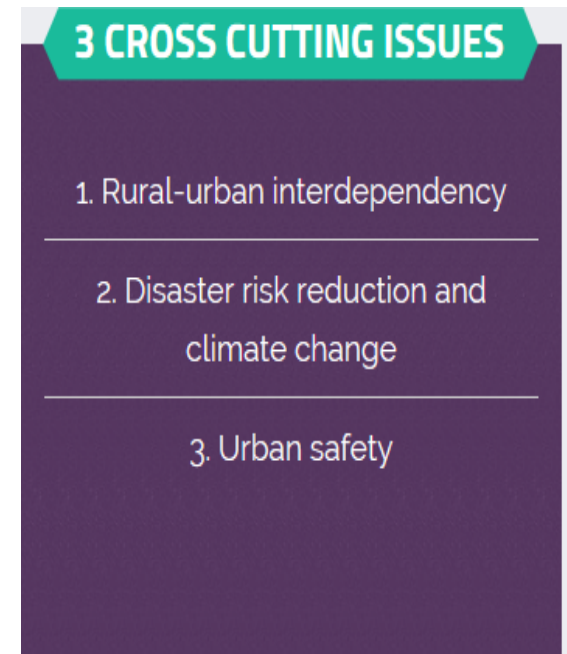 3 CROSS CUTTING ISSUES
1. Rural-urban interdependency
2. Disaster risk reduction and
climate change
3. Urban safety